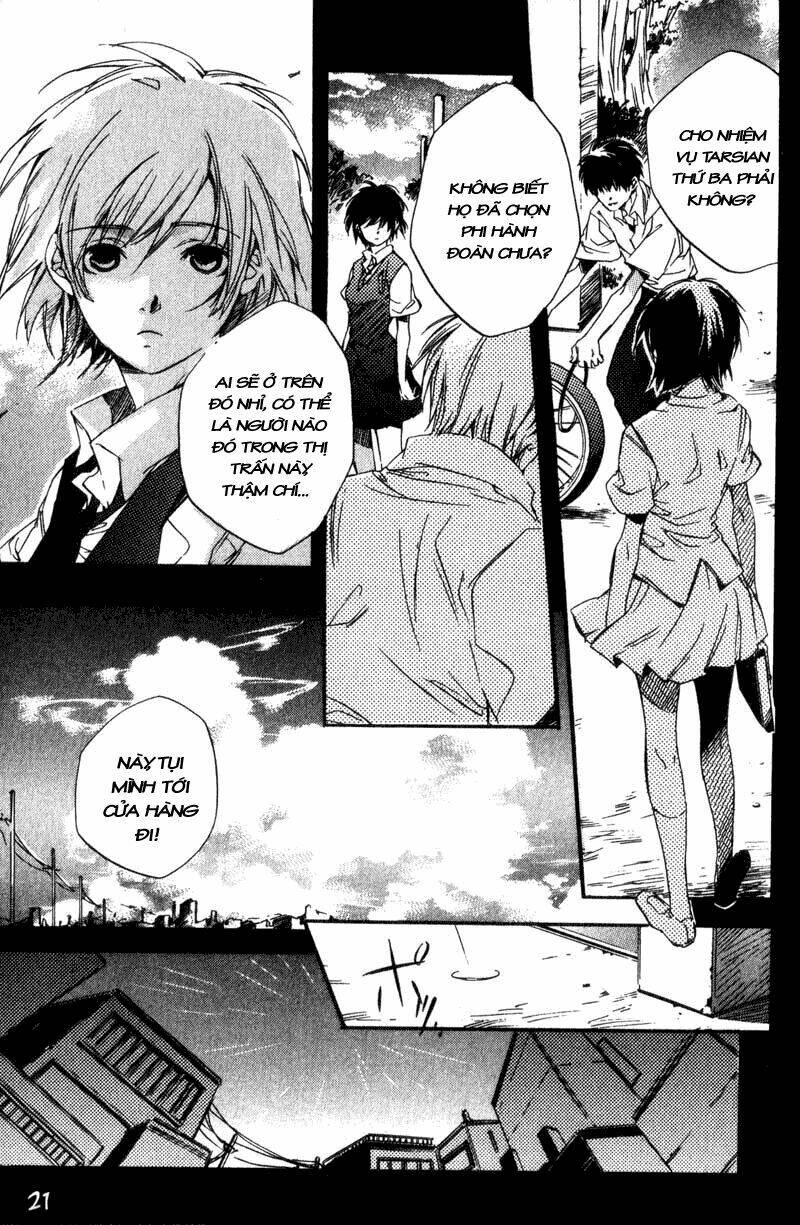 CHO NHIỆM
VỤ TARSIAN
THỨ BA PHẢI
KHÔNG?
KHÔNG BIẾT
HỌ ĐÃ CHỌN
PHI HÀNH
ĐOÀN CHƯA?
AI SẼ Ở TRÊN
ĐÓ NHỈ, CÓ THỂ
LÀ NGƯỜI NÀO
ĐÓ TRONG THỊ
TRẤN NÀY,
THẬM CHÍ...
NÀY, TỤI
MÌNH TỚI
CỬA HÀNG
ĐI!
21